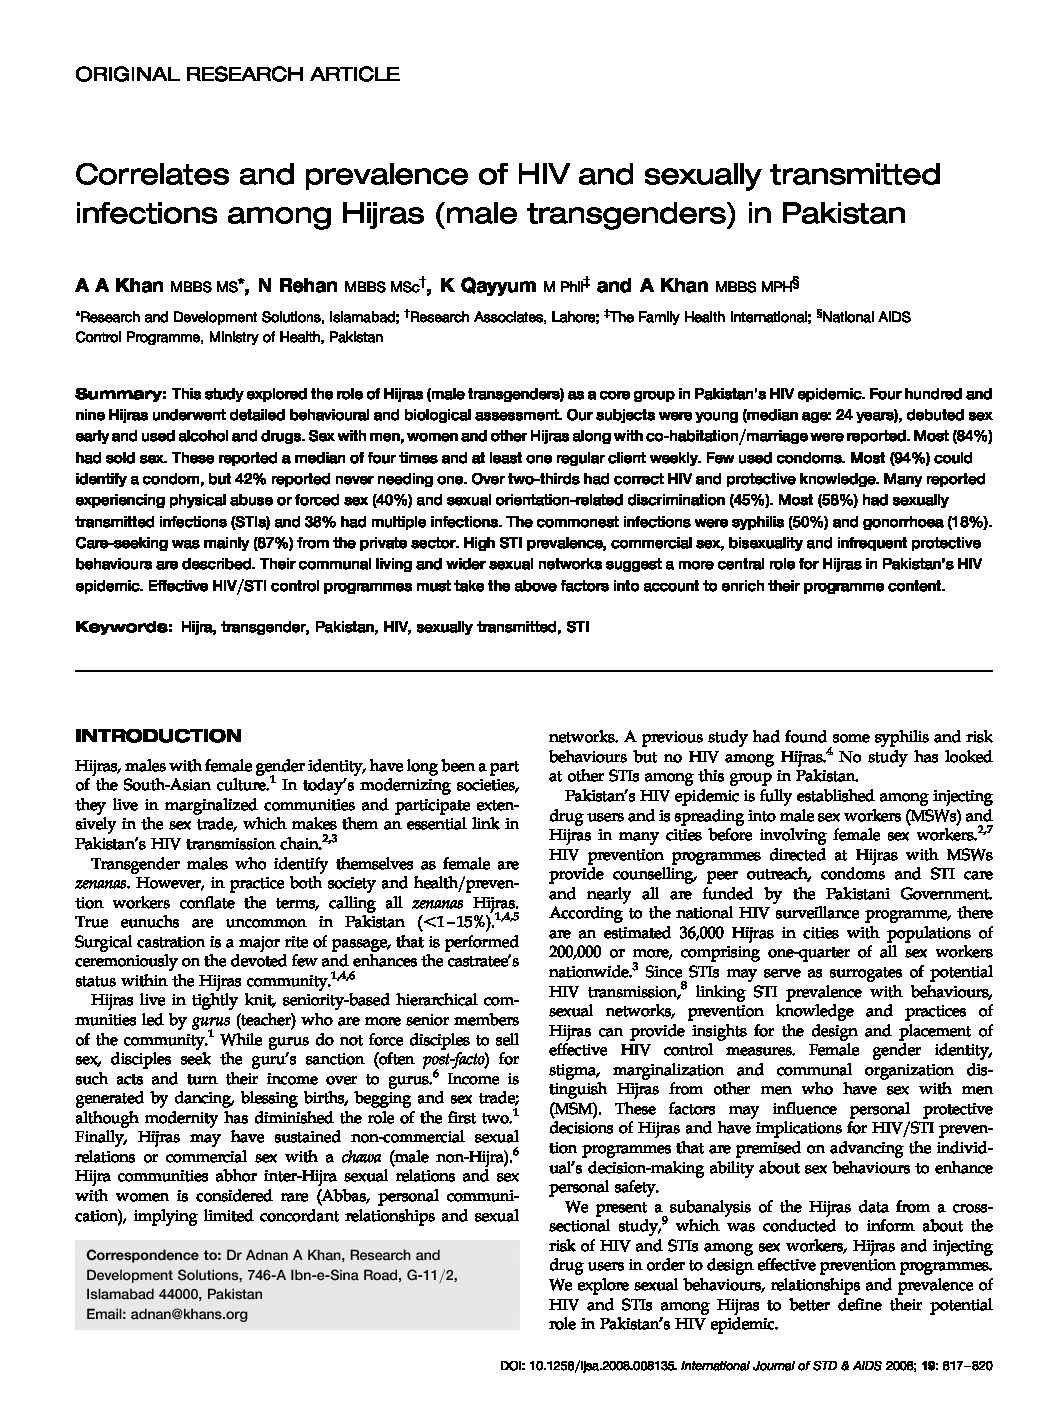 ORIGINAL RESEARCH ARTICLE
Correlates and prevalence of HIV and sexually transmitted
infections among Hijras (male transgenders) in Pakistan
A A Khan MBBS MS*, N Rehan MBBS MSc†, K Qayyum M Phil‡ and A Khan MBBS MPH§
*Research and Development Solutions, Islamabad; †Research Associates, Lahore; ‡The Family Health International; §National AIDS
Control Programme, Ministry of Health, Pakistan
Summary: This study explored the role of Hijras (male transgenders) as a core group in Pakistan's HIV epidemic. Four hundred and
nine Hijras underwent detailed behavioural and biological assessment. Our subjects were young (median age: 24 years), debuted sex
early and used alcohol and drugs. Sex with men, women and other Hijras along with co-habitation/marriage were reported. Most (84%)
had sold sex. These reported a median of four times and at least one regular client weekly. Few used condoms. Most (94%) could
identify a condom, but 42% reported never needing one. Over two-thirds had correct HIV and protective knowledge. Many reported
experiencing physical abuse or forced sex (40%) and sexual orientation-related discrimination (45%). Most (58%) had sexually
transmitted infections (STIs) and 38% had multiple infections. The commonest infections were syphilis (50%) and gonorrhoea (18%).
Care-seeking was mainly (87%) from the private sector. High STI prevalence, commercial sex, bisexuality and infrequent protective
behaviours are described. Their communal living and wider sexual networks suggest a more central role for Hijras in Pakistan's HIV
epidemic. Effective HIV/STI control programmes must take the above factors into account to enrich their programme content.
Keywords: Hijra, transgender, Pakistan, HIV, sexually transmitted, STI
INTRODUCTION
Hijras, males with female gender identity, have long been a part
of the South-Asian culture.1 In today's modernizing societies,
they live in marginalized communities and participate exten-
sively in the sex trade, which makes them an essential link in
Pakistan's HIV transmission chain.2,3
Transgender males who identify themselves as female are
zenanas. However, in practice both society and health/preven-
tion workers conflate the terms, calling all zenanas Hijras.
True eunuchs are uncommon in Pakistan (<1–15%).1,4,5
Surgical castration is a major rite of passage, that is performed
ceremoniously on the devoted few and enhances the castratee's
status within the Hijras community.1,4,6
Hijras live in tightly knit, seniority-based hierarchical com-
munities led by gurus (teacher) who are more senior members
of the community.1 While gurus do not force disciples to sell
sex, disciples seek the guru's sanction (often post-facto) for
such acts and turn their income over to gurus.6 Income is
generated by dancing, blessing births, begging and sex trade;
although modernity has diminished the role of the first two.1
Finally, Hijras may have sustained non-commercial sexual
relations or commercial sex with a chawa (male non-Hijra).6
Hijra communities abhor inter-Hijra sexual relations and sex
with women is considered rare (Abbas, personal communi-
cation), implying limited concordant relationships and sexual
Correspondence to: Dr Adnan A Khan, Research and
Development Solutions, 746-A Ibn-e-Sina Road, G-11/2,
Islamabad 44000, Pakistan
Email: adnan@khans.org
networks. A previous study had found some syphilis and risk
behaviours but no HIV among Hijras.4 No study has looked
at other STIs among this group in Pakistan.
Pakistan's HIV epidemic is fully established among injecting
drug users and is spreading into male sex workers (MSWs) and
Hijras in many cities before involving female sex workers.2,7
HIV prevention programmes directed at Hijras with MSWs
provide counselling, peer outreach, condoms and STI care
and nearly all are funded by the Pakistani Government.
According to the national HIV surveillance programme, there
are an estimated 36,000 Hijras in cities with populations of
200,000 or more, comprising one-quarter of all sex workers
nationwide.3 Since STIs may serve as surrogates of potential
HIV transmission,8 linking STI prevalence with behaviours,
sexual networks, prevention knowledge and practices of
Hijras can provide insights for the design and placement of
effective HIV control measures. Female gender identity,
stigma, marginalization and communal organization dis-
tinguish Hijras from other men who have sex with men
(MSM). These factors may influence personal protective
decisions of Hijras and have implications for HIV/STI preven-
tion programmes that are premised on advancing the individ-
ual's decision-making ability about sex behaviours to enhance
personal safety.
We present a subanalysis of the Hijras data from a cross-
sectional study,9 which was conducted to inform about the
risk of HIV and STIs among sex workers, Hijras and injecting
drug users in order to design effective prevention programmes.
We explore sexual behaviours, relationships and prevalence of
HIV and STIs among Hijras to better define their potential
role in Pakistan's HIV epidemic.
DOI: 10.1258/ijsa.2008.008135. International Journal of STD & AIDS 2008; 19: 817–820